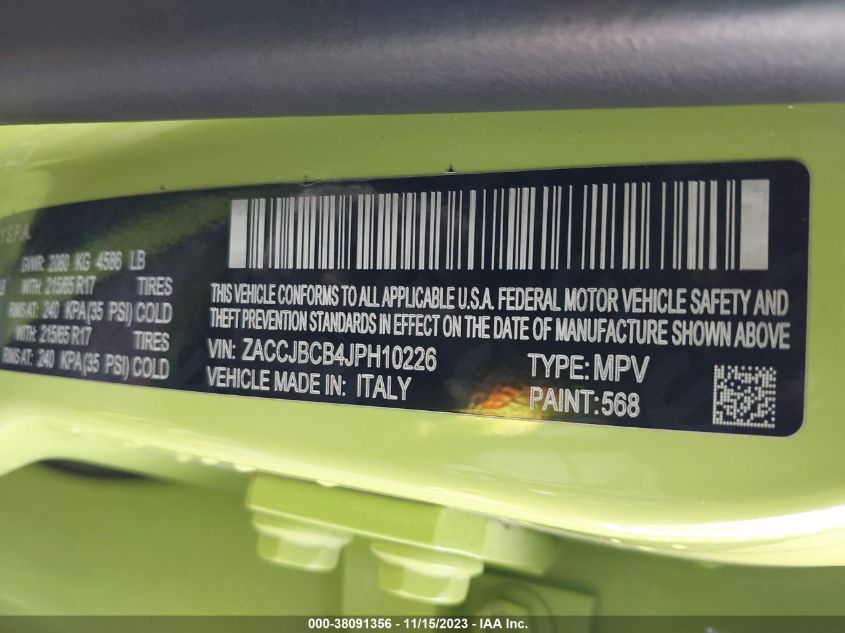 Y S.P.A.
GWR: 2080 KG 4586 LB
WITH: 215/65 R17 TIRES
RIMS AT: 240 KPA(35 PSI) COLD
WITH: 215/65 R17 TIRES
RIMS AT: 240 KPA(35 PSI) COLD
THIS VEHICLE CONFORMS TO ALL APPLICABLE U.S.A. FEDERAL MOTOR VEHICLE SAFETY AND
THEFT PREVENTION STANDARDS IN EFFECT ON THE DATE OF MANUFACTURE SHOWN ABOVE
VIN: ZACCJBCB4JPH10226 TYPE: MPV
VEHICLE MADE IN: ITALY PAINT: 568
000-38091356 - 11/15/2023 - IAA Inc.